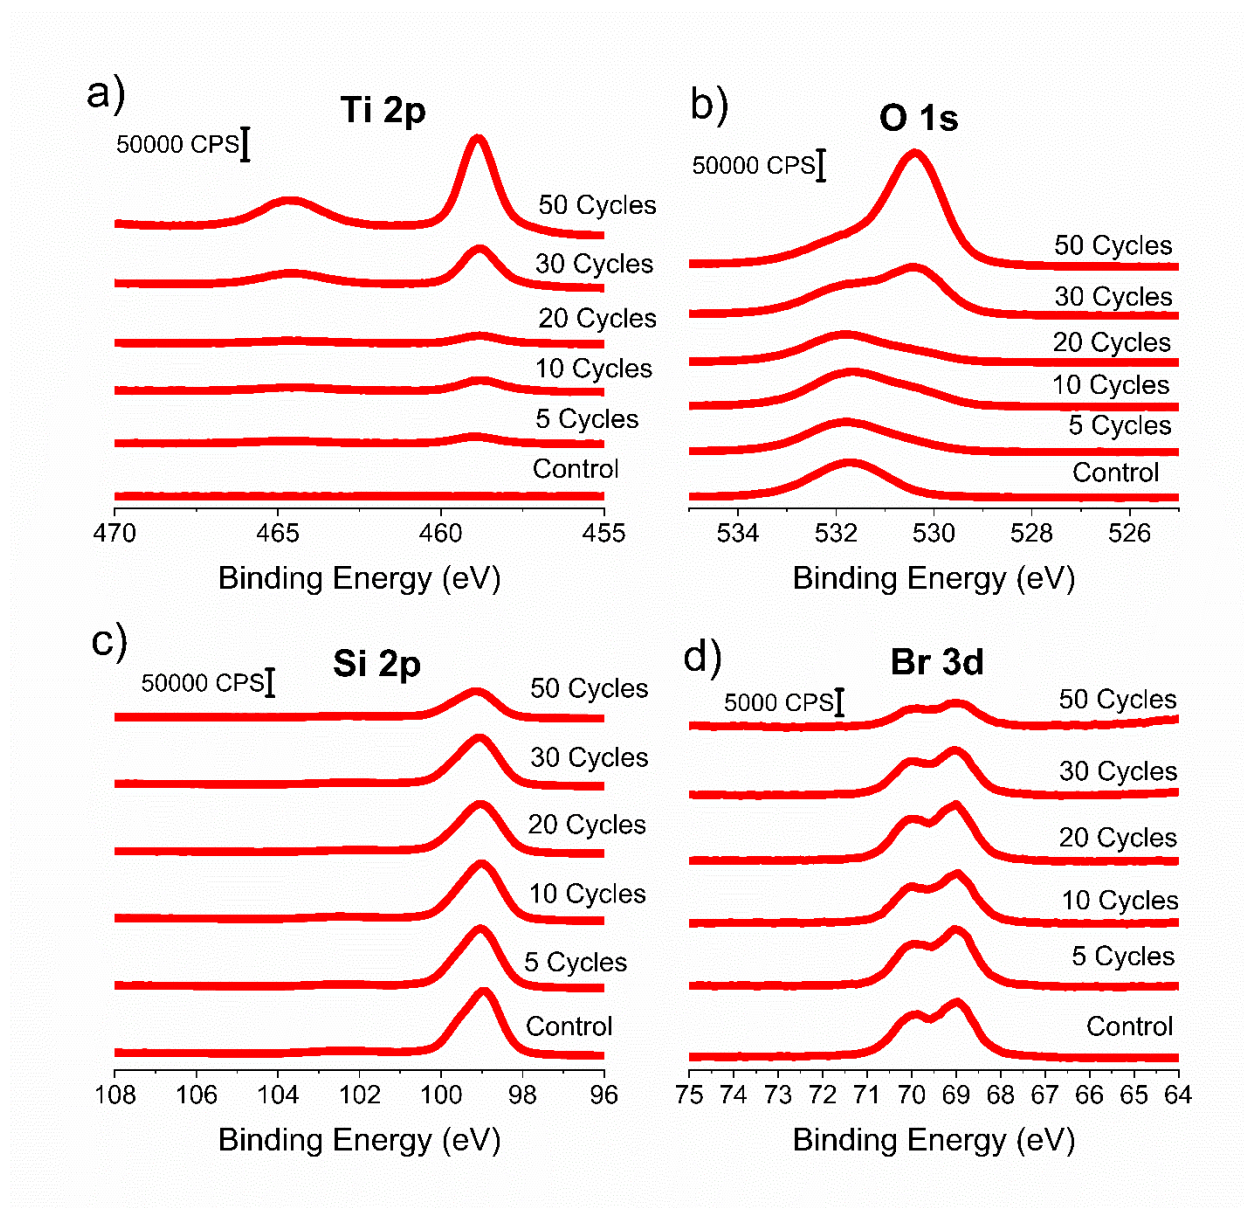 a)
Ti 2p
50000 CPS
50 Cycles
30 Cycles
20 Cycles
10 Cycles
5 Cycles
Control
470 465 460 455
Binding Energy (eV)
b)
O 1s
50000 CPS
50 Cycles
30 Cycles
20 Cycles
10 Cycles
5 Cycles
Control
534 532 530 528 526
Binding Energy (eV)
c)
Si 2p
50000 CPS
50 Cycles
30 Cycles
20 Cycles
10 Cycles
5 Cycles
Control
108 106 104 102 100 98 96
Binding Energy (eV)
d)
Br 3d
5000 CPS
50 Cycles
30 Cycles
20 Cycles
10 Cycles
5 Cycles
Control
75 74 73 72 71 70 69 68 67 66 65 64
Binding Energy (eV)